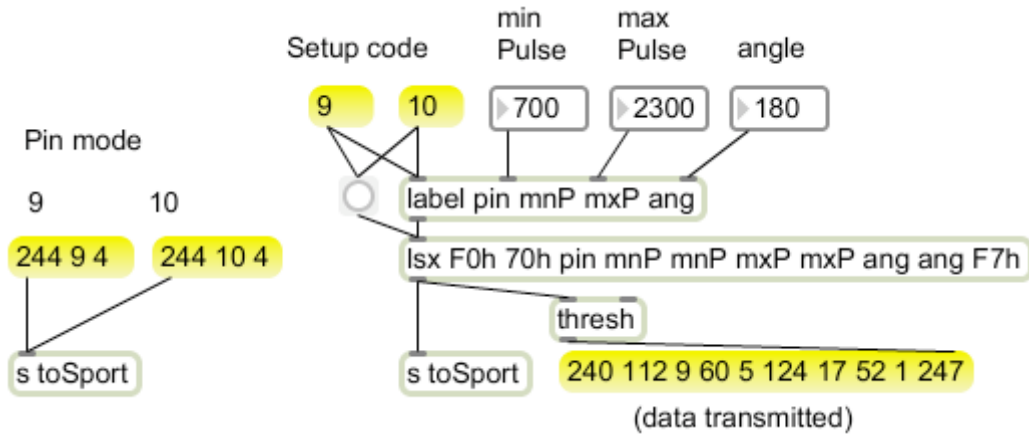 min
Pulse
max
Pulse
Setup code
angle
9
10
700
2300
180
Pin mode
9
10
label pin mnP mxP ang
244 9 4
244 10 4
lsx F0h 70h pin mnP mnP mxP mxP ang ang F7h
thresh
s toSport
s toSport
240 112 9 60 5 124 17 52 1 247
(data transmitted)